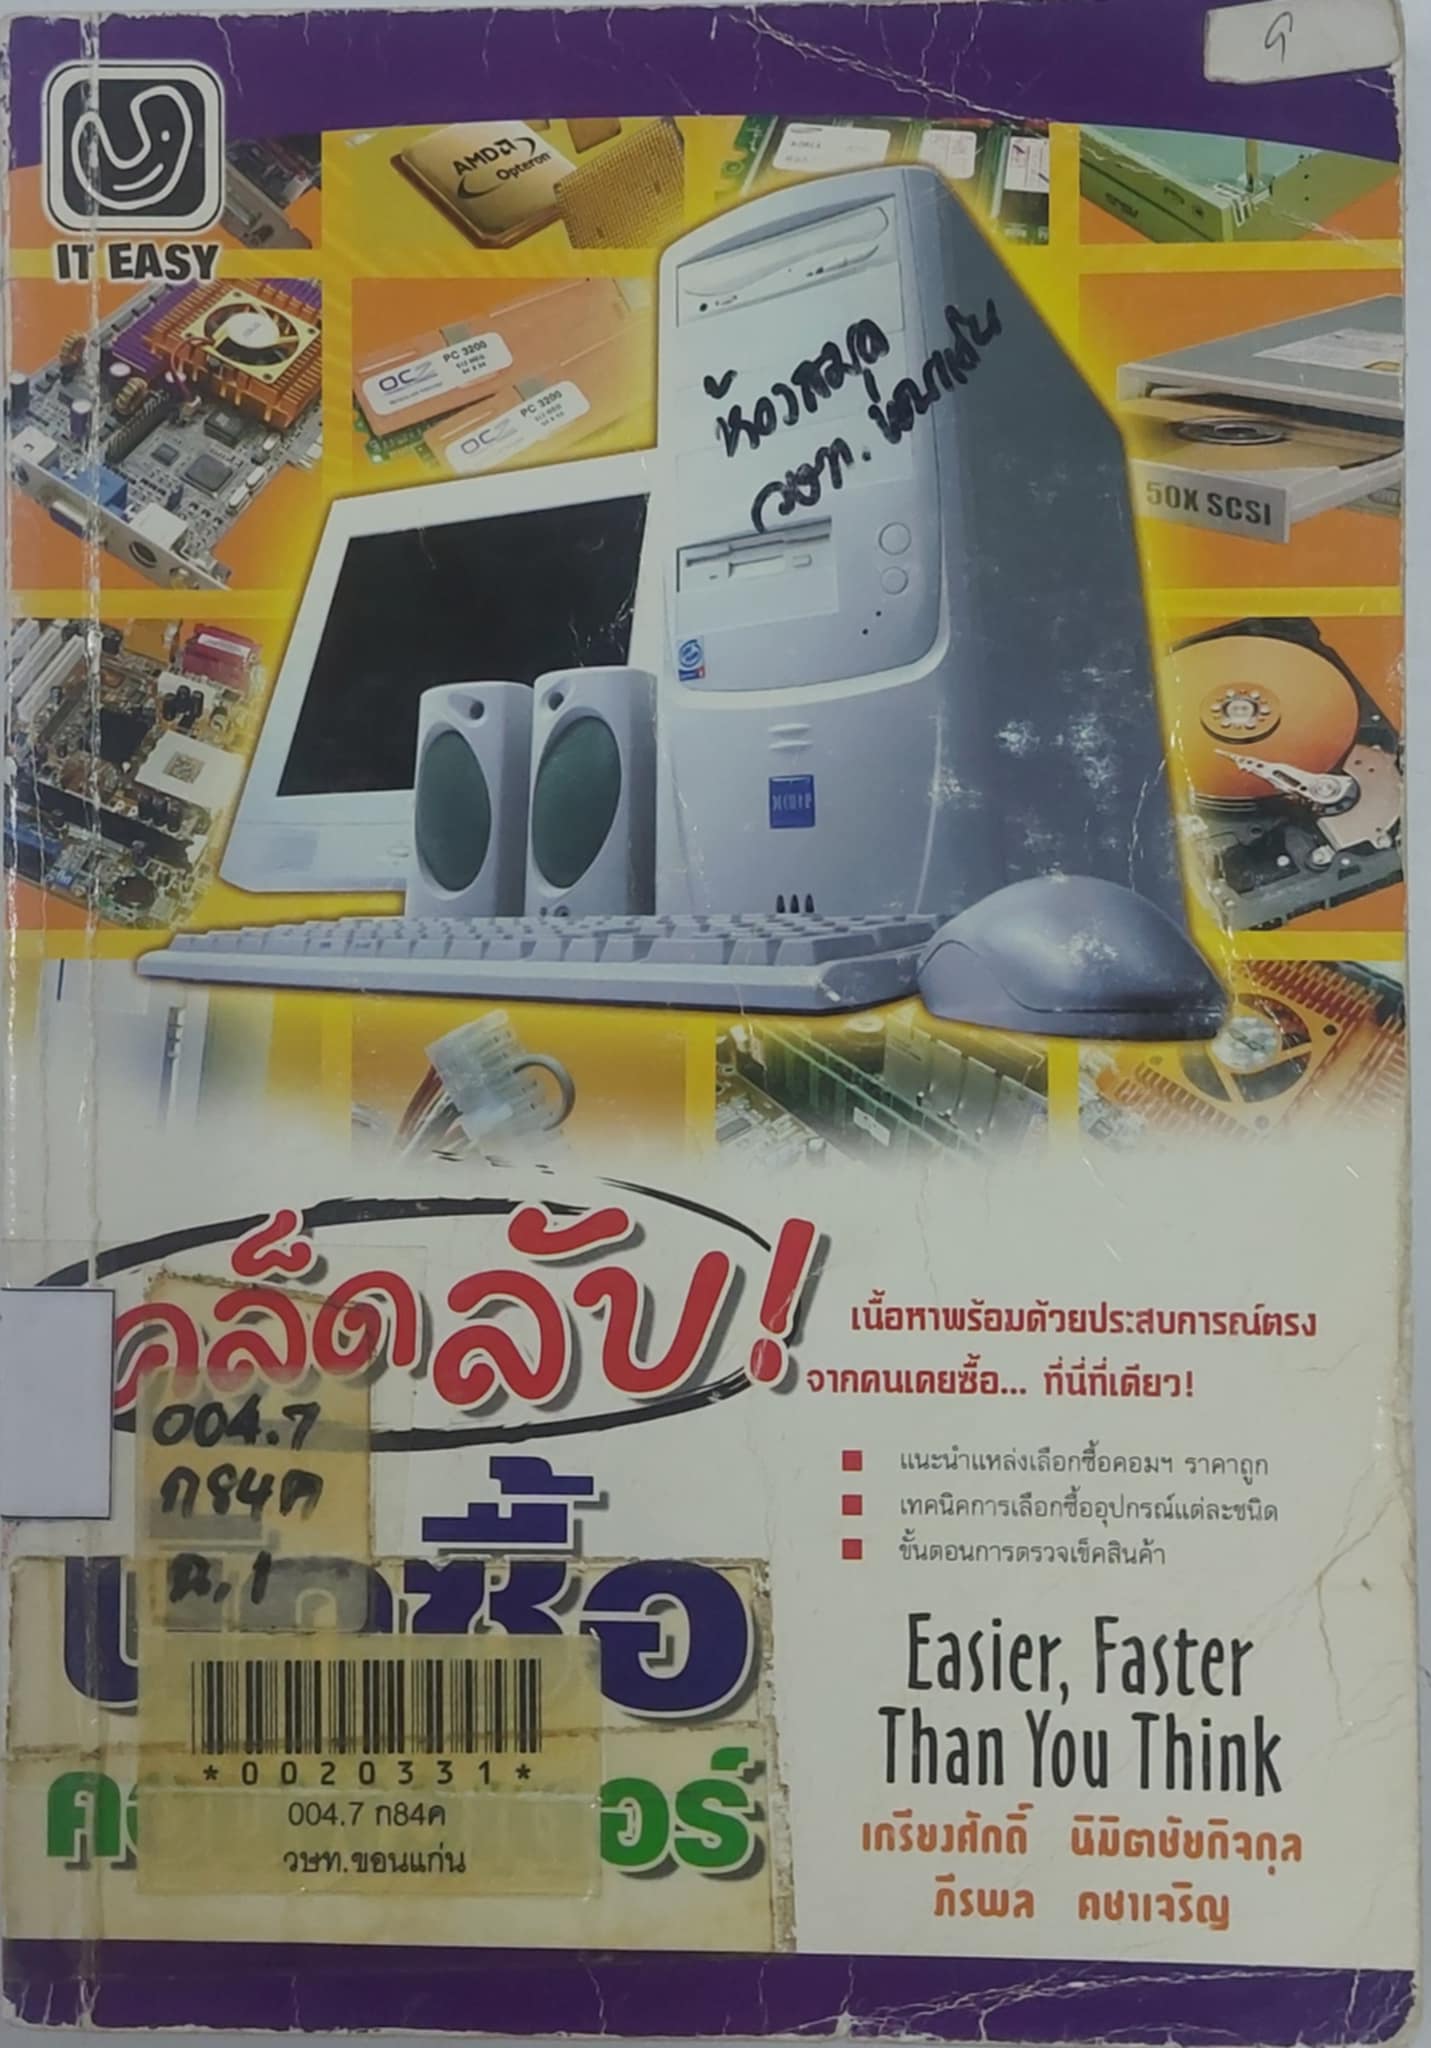 IT EASY
AMD
Opteron
OCZ
PC 3200
OCZ
PC 3200
ห้องสมุด
วษท. ขอนแก่น
50X SCSI
คล็ดลับ!
เนื้อหาพร้อมด้วยประสบการณ์ตรง
จากคนเคยซื้อ... ที่นี่ที่เดียว!
แนะนำแหล่งเลือกซื้อคอมฯ ราคาถูก
เทคนิคการเลือกซื้ออุปกรณ์แต่ละชนิด
ขั้นตอนการตรวจเช็คสินค้า
004.7
ก84ค
ฉ.1
ซื้อ
*0020331*
004.7 ก84ค
วษท.ขอนแก่น
อร์
Easier, Faster
Than You Think
เกรียงศักดิ์ นิมิตชัยกิจกุล
ภีรพล คชาเจริญ